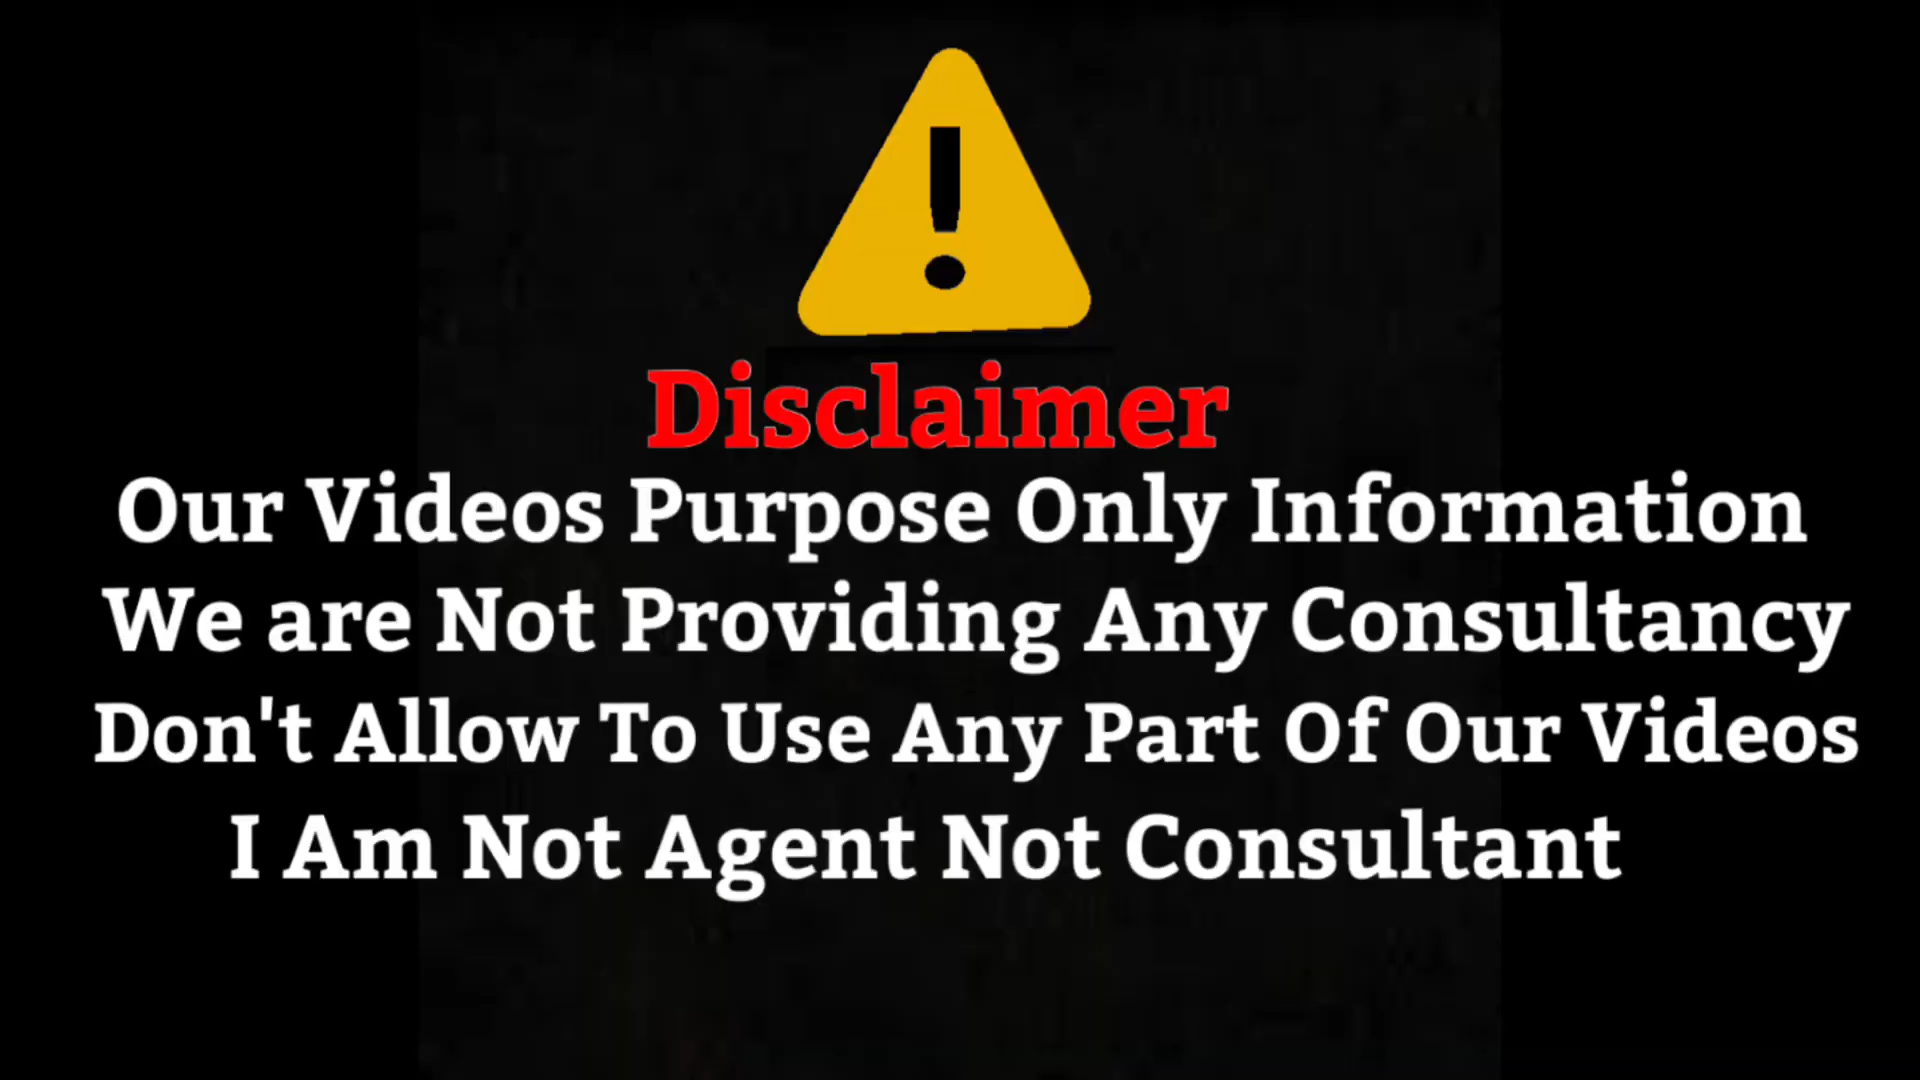 Disclaimer
Our Videos Purpose Only Information
We are Not Providing Any Consultancy
Don't Allow To Use Any Part Of Our Videos
I Am Not Agent Not Consultant